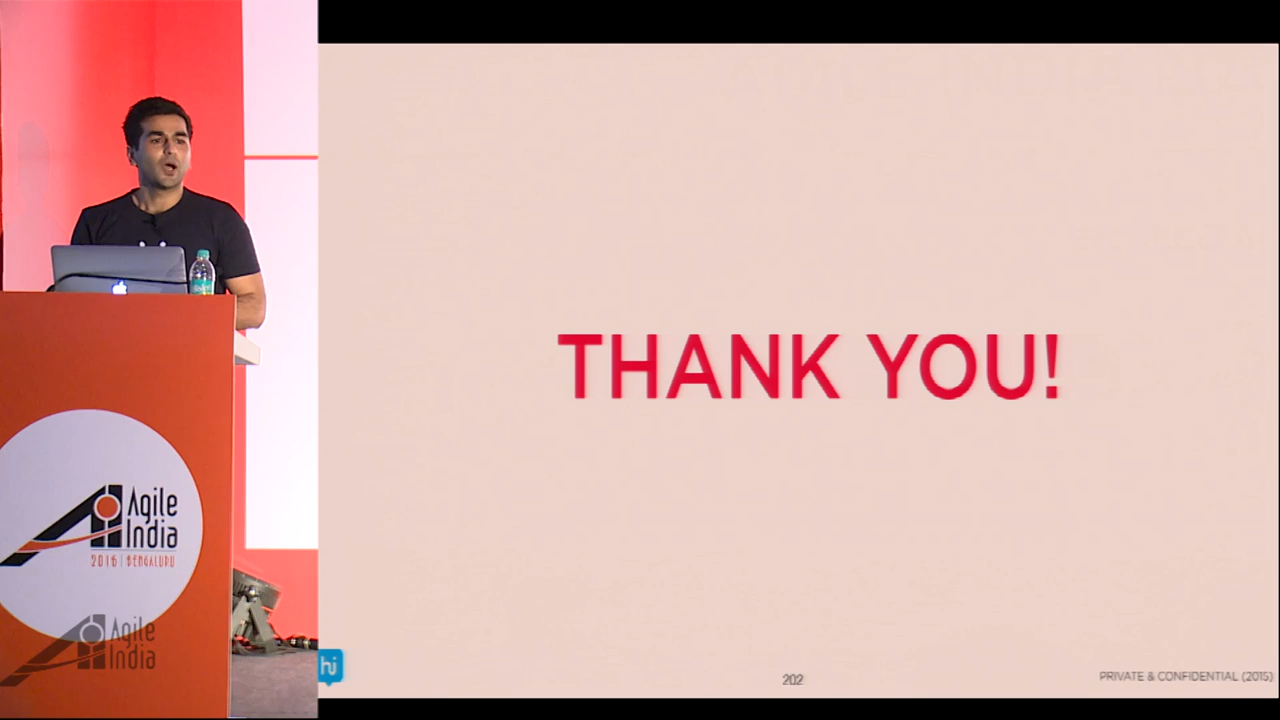 THANK YOU!
Agile
India
2016 | BENGALURU
Agile
India
hi
202
PRIVATE & CONFIDENTIAL (2015)